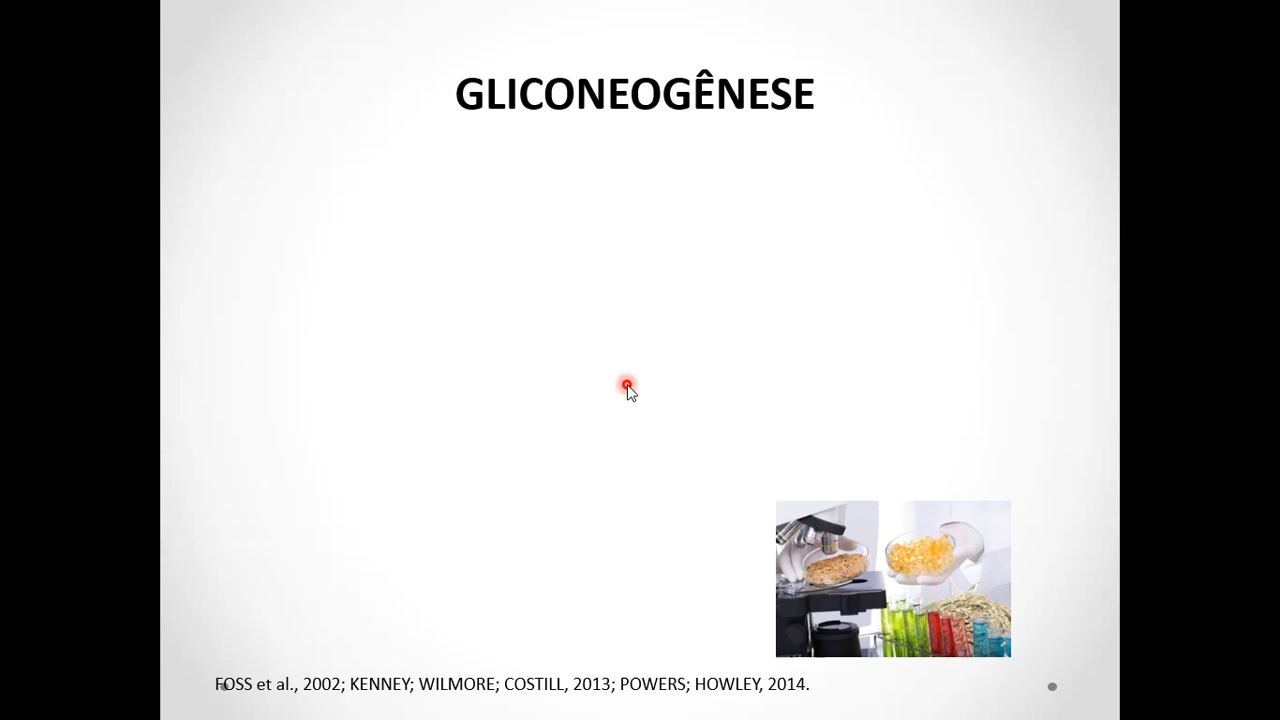 GLICONEOGÊNESE
FOSS et al., 2002; KENNEY; WILMORE; COSTILL, 2013; POWERS; HOWLEY, 2014.